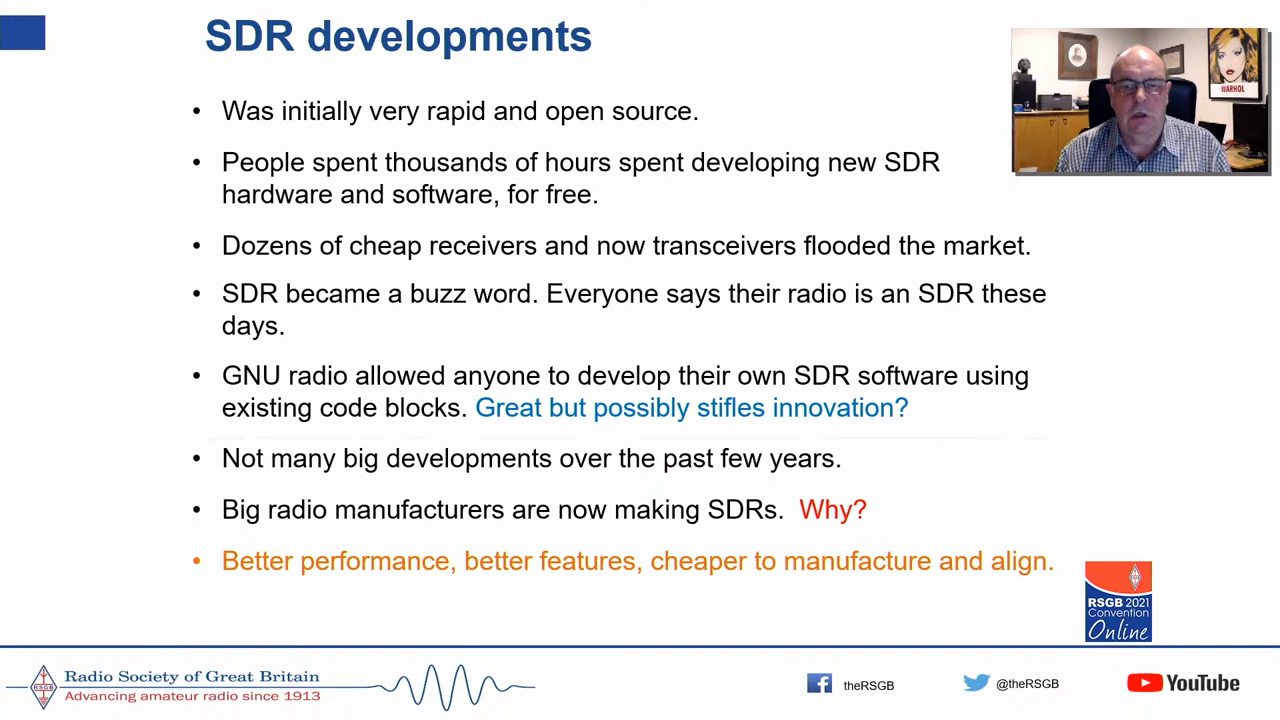 SDR developments
WARHOL
• Was initially very rapid and open source.
• People spent thousands of hours spent developing new SDR
hardware and software, for free.
• Dozens of cheap receivers and now transceivers flooded the market.
• SDR became a buzz word. Everyone says their radio is an SDR these
days.
• GNU radio allowed anyone to develop their own SDR software using
existing code blocks. Great but possibly stifles innovation?
• Not many big developments over the past few years.
• Big radio manufacturers are now making SDRs. Why?
• Better performance, better features, cheaper to manufacture and align.
RSGB 2021
Convention
Online
RSGB
Radio Society of Great Britain
Advancing amateur radio since 1913
theRSGB
@theRSGB
YouTube